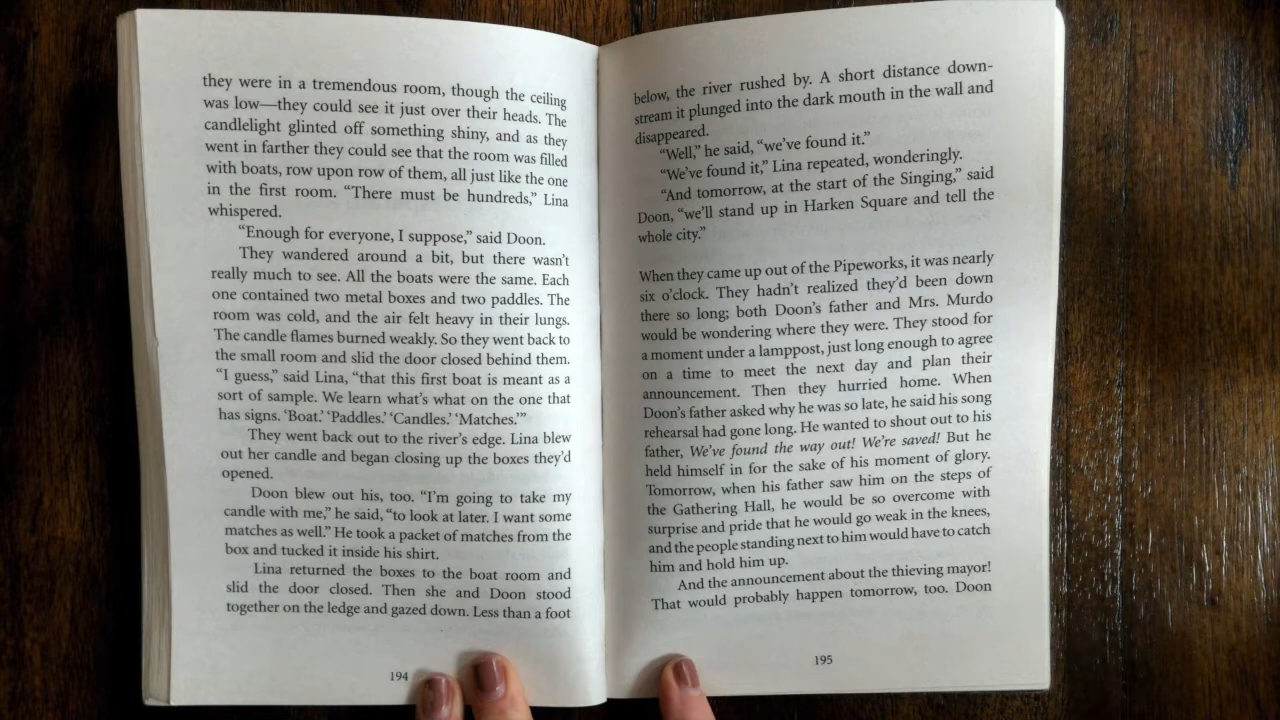 they were in a tremendous room, though the ceiling
was low—they could see it just over their heads. The
candlelight glinted off something shiny, and as they
went in farther they could see that the room was filled
with boats, row upon row of them, all just like the one
in the first room. “There must be hundreds,” Lina
whispered.
“Enough for everyone, I suppose,” said Doon.
They wandered around a bit, but there wasn’t
really much to see. All the boats were the same. Each
one contained two metal boxes and two paddles. The
room was cold, and the air felt heavy in their lungs.
The candle flames burned weakly. So they went back to
the small room and slid the door closed behind them.
“I guess,” said Lina, “that this first boat is meant as a
sort of sample. We learn what’s what on the one that
has signs. ‘Boat.’ ‘Paddles.’ ‘Candles.’ ‘Matches.’”
They went back out to the river’s edge. Lina blew
out her candle and began closing up the boxes they’d
opened.
Doon blew out his, too. “I’m going to take my
candle with me,” he said, “to look at later. I want some
matches as well.” He took a packet of matches from the
box and tucked it inside his shirt.
Lina returned the boxes to the boat room and
slid the door closed. Then she and Doon stood
together on the ledge and gazed down. Less than a foot
194
below, the river rushed by. A short distance down-
stream it plunged into the dark mouth in the wall and
disappeared.
“Well,” he said, “we’ve found it.”
“We’ve found it,” Lina repeated, wonderingly.
“And tomorrow, at the start of the Singing,” said
Doon, “we’ll stand up in Harken Square and tell the
whole city.”
When they came up out of the Pipeworks, it was nearly
six o’clock. They hadn’t realized they’d been down
there so long; both Doon’s father and Mrs. Murdo
would be wondering where they were. They stood for
a moment under a lamppost, just long enough to agree
on a time to meet the next day and plan their
announcement. Then they hurried home. When
Doon’s father asked why he was so late, he said his song
rehearsal had gone long. He wanted to shout out to his
father, We’ve found the way out! We’re saved! But he
held himself in for the sake of his moment of glory.
Tomorrow, when his father saw him on the steps of
the Gathering Hall, he would be so overcome with
surprise and pride that he would go weak in the knees,
and the people standing next to him would have to catch
him and hold him up.
And the announcement about the thieving mayor!
That would probably happen tomorrow, too. Doon
195